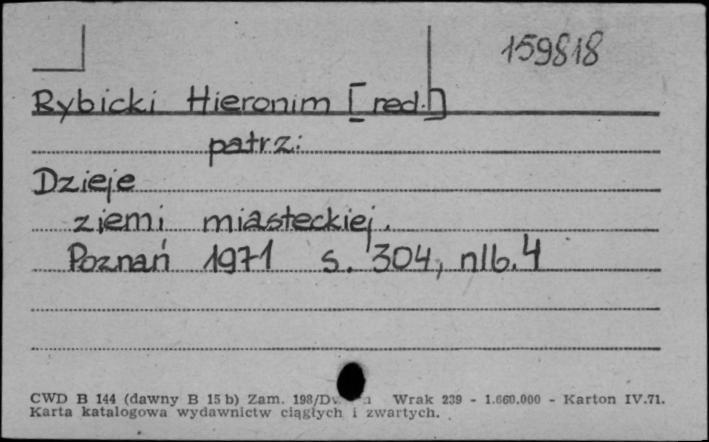 159818
Rybicki Hieronim [red.]
patrz:
Dzieje
ziemi miasteckiej.
Poznań 1971 s. 304, nlb. 4
CWD B 144 (dawny B 15 b) Zam. 198/Dw Wrak 239 - 1.660.000 - Karton IV.71.
Karta katalogowa wydawnictw ciągłych i zwartych.